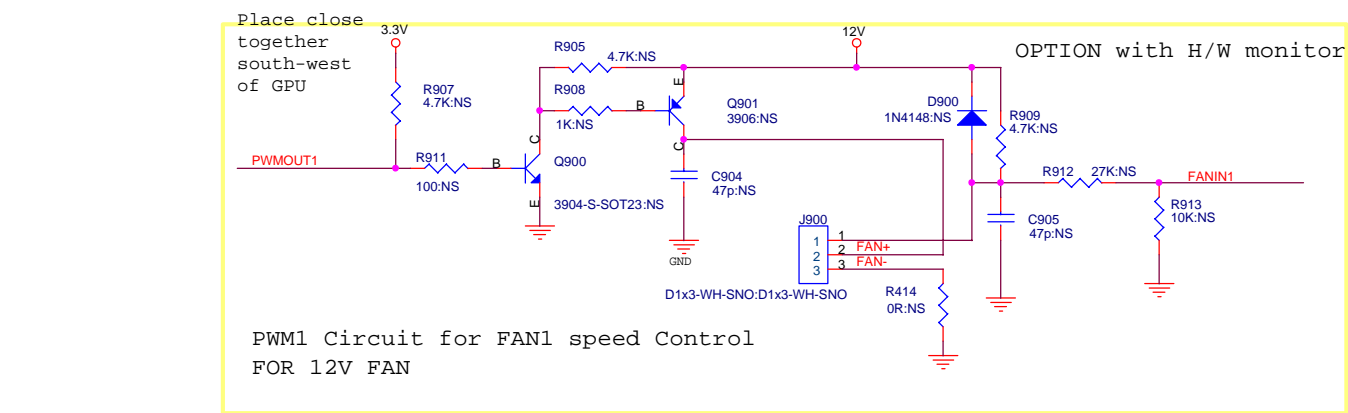 Place close
together
south-west
of GPU
3.3V
12V
OPTION with H/W monitor
R905
4.7K:NS
R907
4.7K:NS
R908
1K:NS
B
E
Q901
3906:NS
D900
1N4148:NS
R909
4.7K:NS
PWMOUT1
R911
100:NS
B
C
Q900
E
3904-S-SOT23:NS
C
C904
47p:NS
GND
R912
27K:NS
FANIN1
R913
10K:NS
C905
47p:NS
J900
1
2
3
1
2
3
FAN+
FAN-
D1x3-WH-SNO:D1x3-WH-SNO
R414
0R:NS
PWM1 Circuit for FAN1 speed Control
FOR 12V FAN